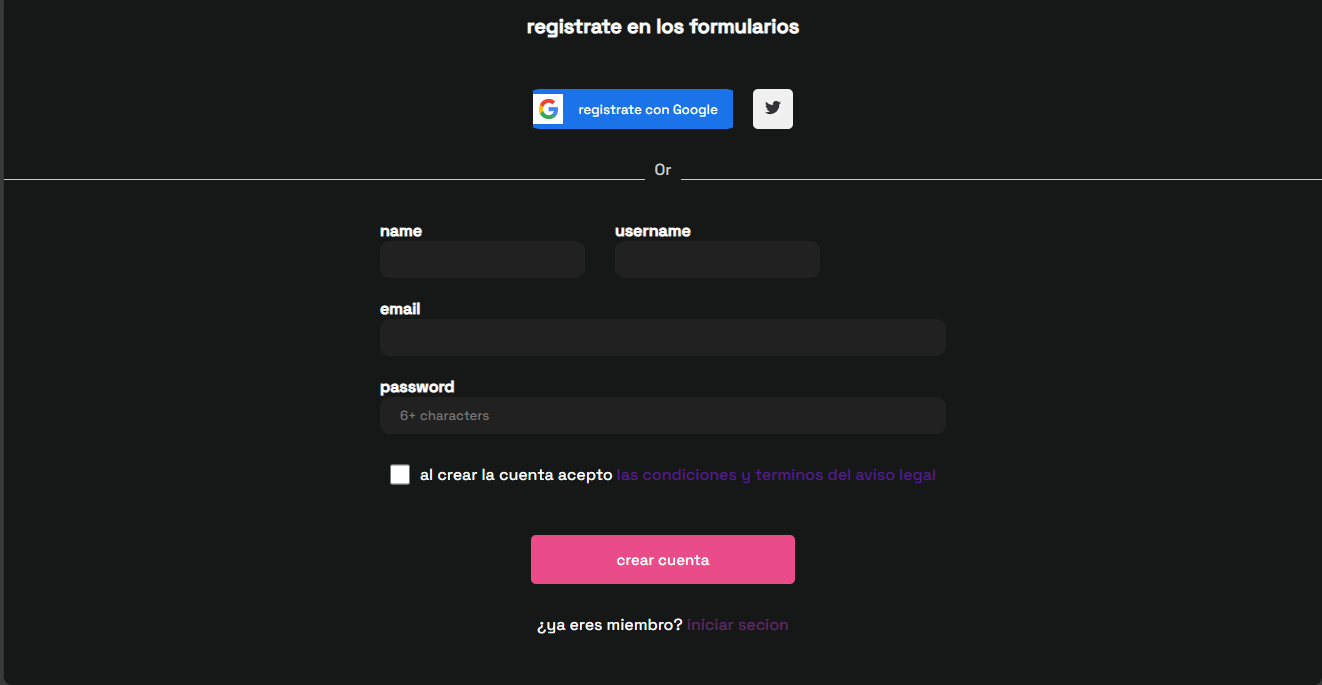 registrate en los formularios
registrate con Google
Or
name username
email
password
6+ characters
al crear la cuenta acepto las condiciones y terminos del aviso legal
crear cuenta
¿ya eres miembro? iniciar secion